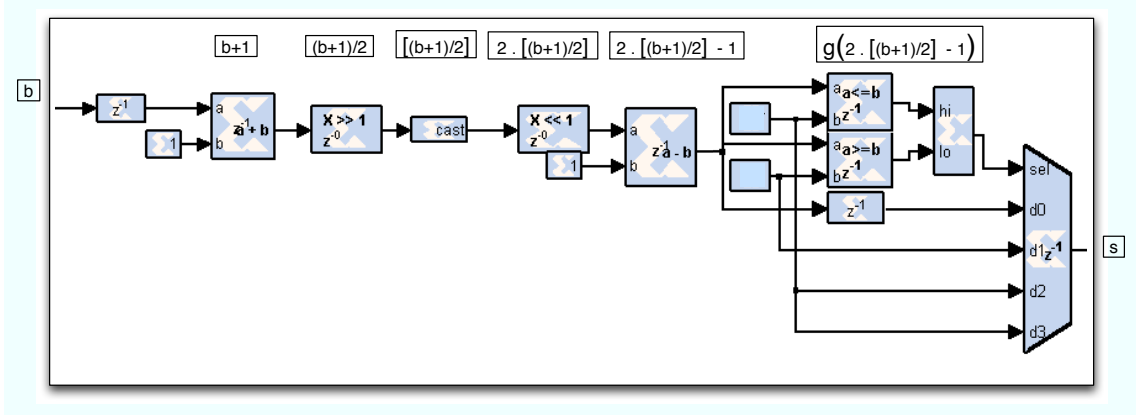 b+1
(b+1)/2
[(b+1)/2]
2 . [(b+1)/2]
2 . [(b+1)/2] - 1
g(2 . [(b+1)/2] - 1)
b
z-1
a
b
z-1
a + b
1
X >> 1
z-0
cast
X << 1
z-0
1
a
b
z-1
a - b
a
b
a<=b
z-1
a
b
a>=b
z-1
z-1
hi
lo
sel
d0
d1
z-1
d2
d3
s